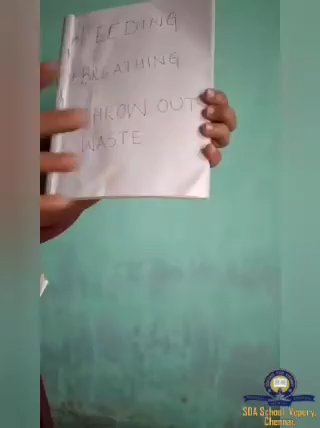 FEEDING
BREATHING
THROW OUT
WASTE
SDA School, Vepery,
Chennai.